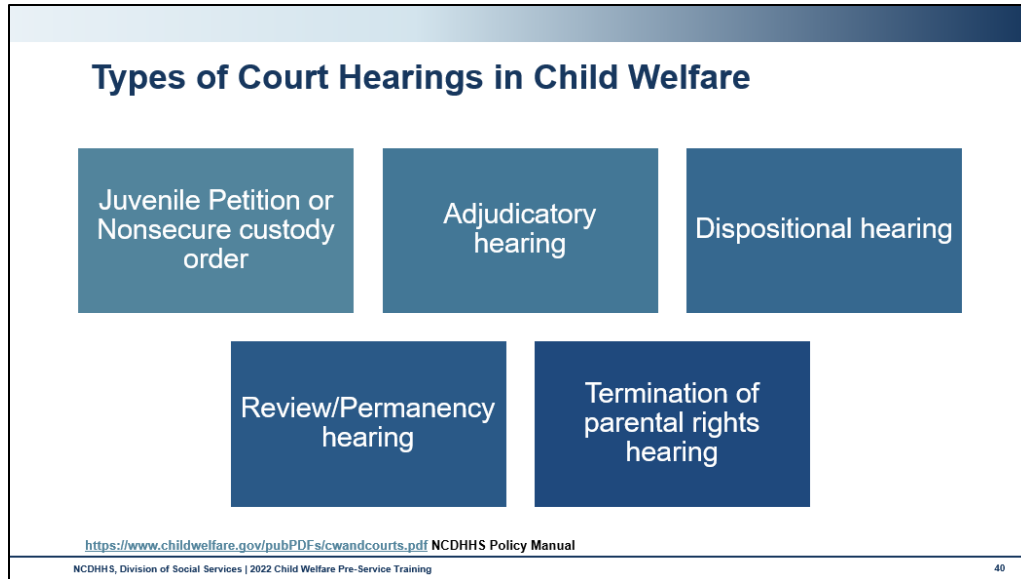 Types of Court Hearings in Child Welfare
Juvenile Petition or
Nonsecure custody
order
Adjudicatory
hearing
Dispositional hearing
Review/Permanency
hearing
Termination of
parental rights
hearing
https://www.childwelfare.gov/pubPDFs/cwandcourts.pdf NCDHHS Policy Manual
NCDHHS, Division of Social Services | 2022 Child Welfare Pre-Service Training
40